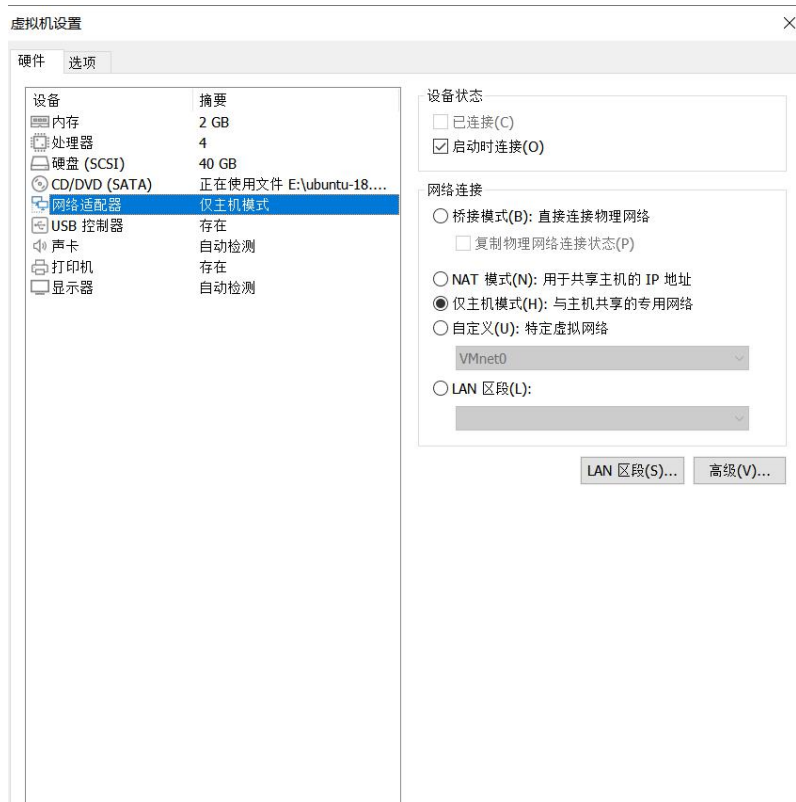 虚拟机设置
硬件 选项
设备 摘要
内存 2 GB
处理器 4
硬盘 (SCSI) 40 GB
CD/DVD (SATA) 正在使用文件 E:\ubuntu-18....
网络适配器 仅主机模式
USB 控制器 存在
声卡 自动检测
打印机 存在
显示器 自动检测
设备状态
已连接(C)
启动时连接(O)
网络连接
桥接模式(B): 直接连接物理网络
复制物理网络连接状态(P)
NAT 模式(N): 用于共享主机的 IP 地址
仅主机模式(H): 与主机共享的专用网络
自定义(U): 特定虚拟网络
VMnet0
LAN 区段(L):
LAN 区段(S)... 高级(V)...